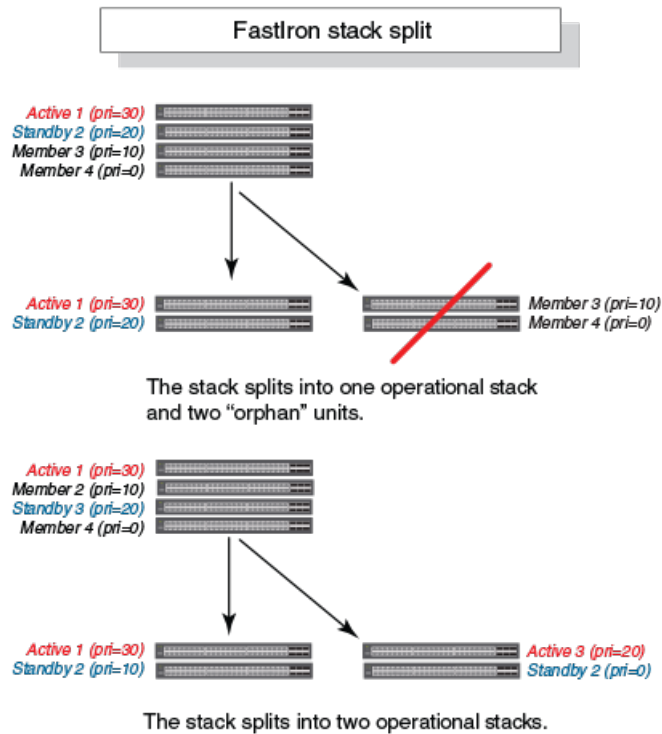 FastIron stack split
Active 1 (pri=30)
Standby 2 (pri=20)
Member 3 (pri=10)
Member 4 (pri=0)
Active 1 (pri=30)
Standby 2 (pri=20)
Member 3 (pri=10)
Member 4 (pri=0)
The stack splits into one operational stack
and two “orphan” units.
Active 1 (pri=30)
Member 2 (pri=10)
Standby 3 (pri=20)
Member 4 (pri=0)
Active 1 (pri=30)
Standby 2 (pri=10)
Active 3 (pri=20)
Standby 2 (pri=0)
The stack splits into two operational stacks.